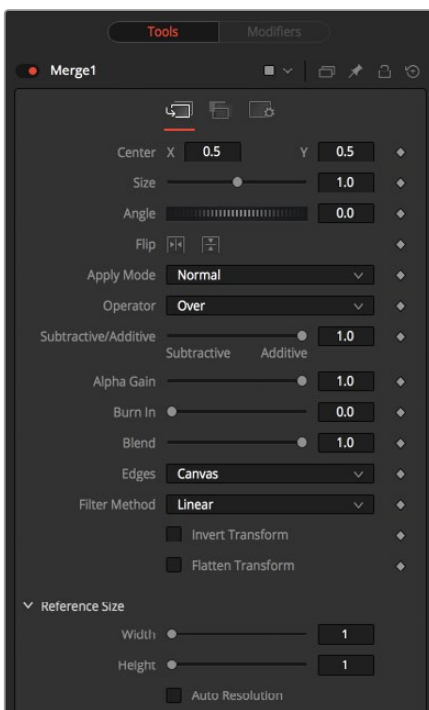 Tools Modifiers
Merge1
Center X 0.5 Y 0.5
Size 1.0
Angle 0.0
Flip
Apply Mode Normal
Operator Over
Subtractive/Additive 1.0
Subtractive Additive
Alpha Gain 1.0
Burn In 0.0
Blend 1.0
Edges Canvas
Filter Method Linear
Invert Transform
Flatten Transform
Reference Size
Width 1
Height 1
Auto Resolution